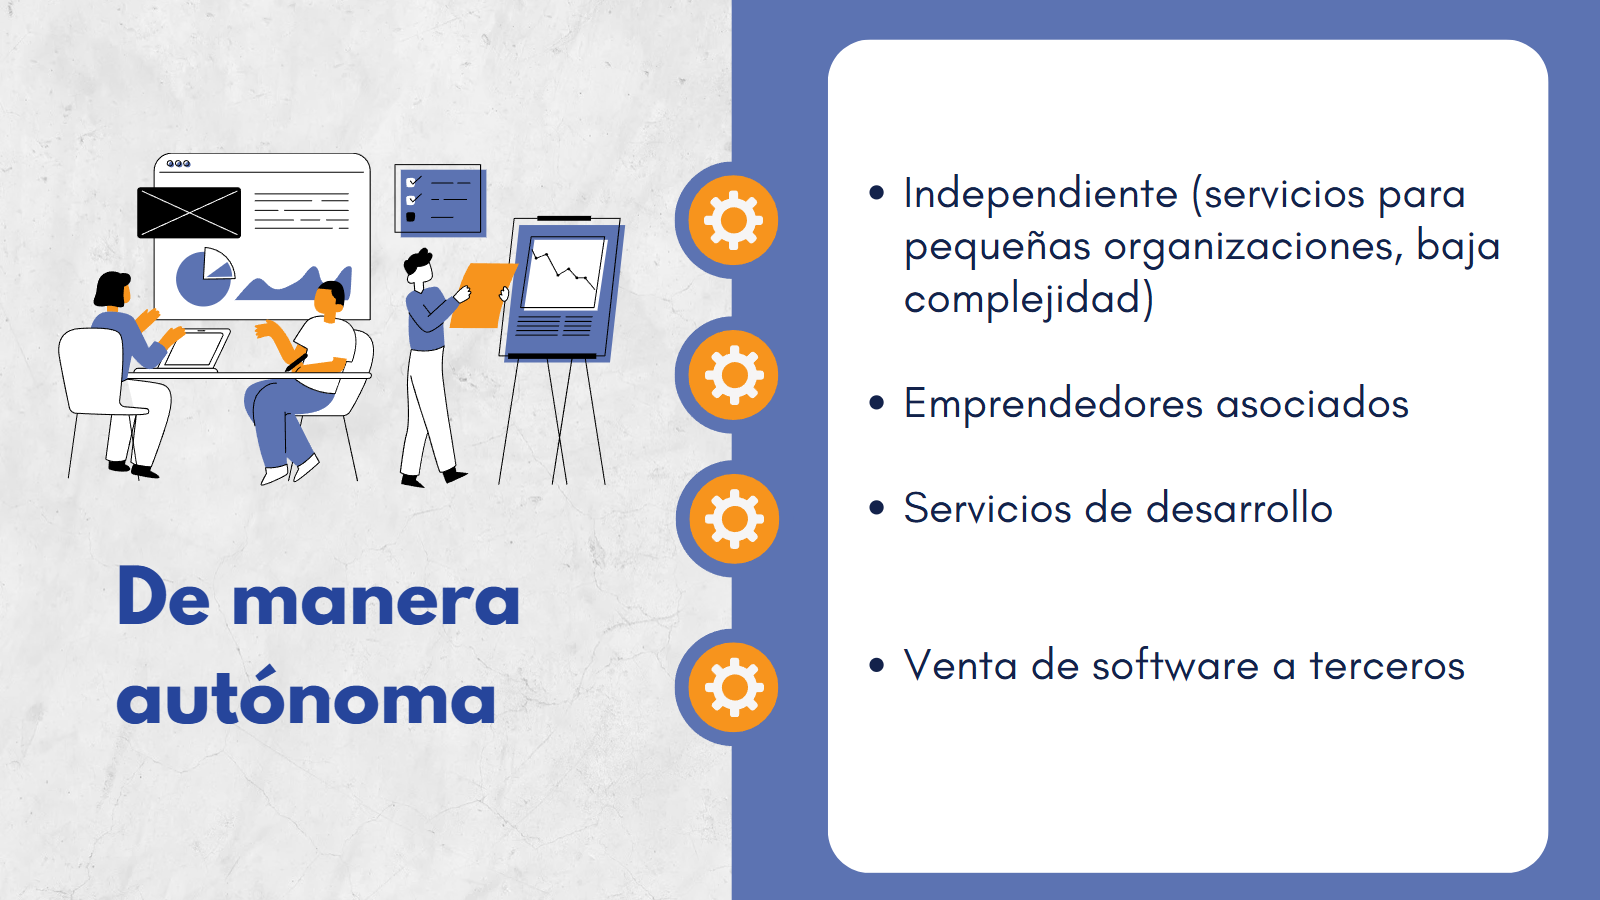 De manera
autónoma
• Independiente (servicios para
pequeñas organizaciones, baja
complejidad)
• Emprendedores asociados
• Servicios de desarrollo
• Venta de software a terceros